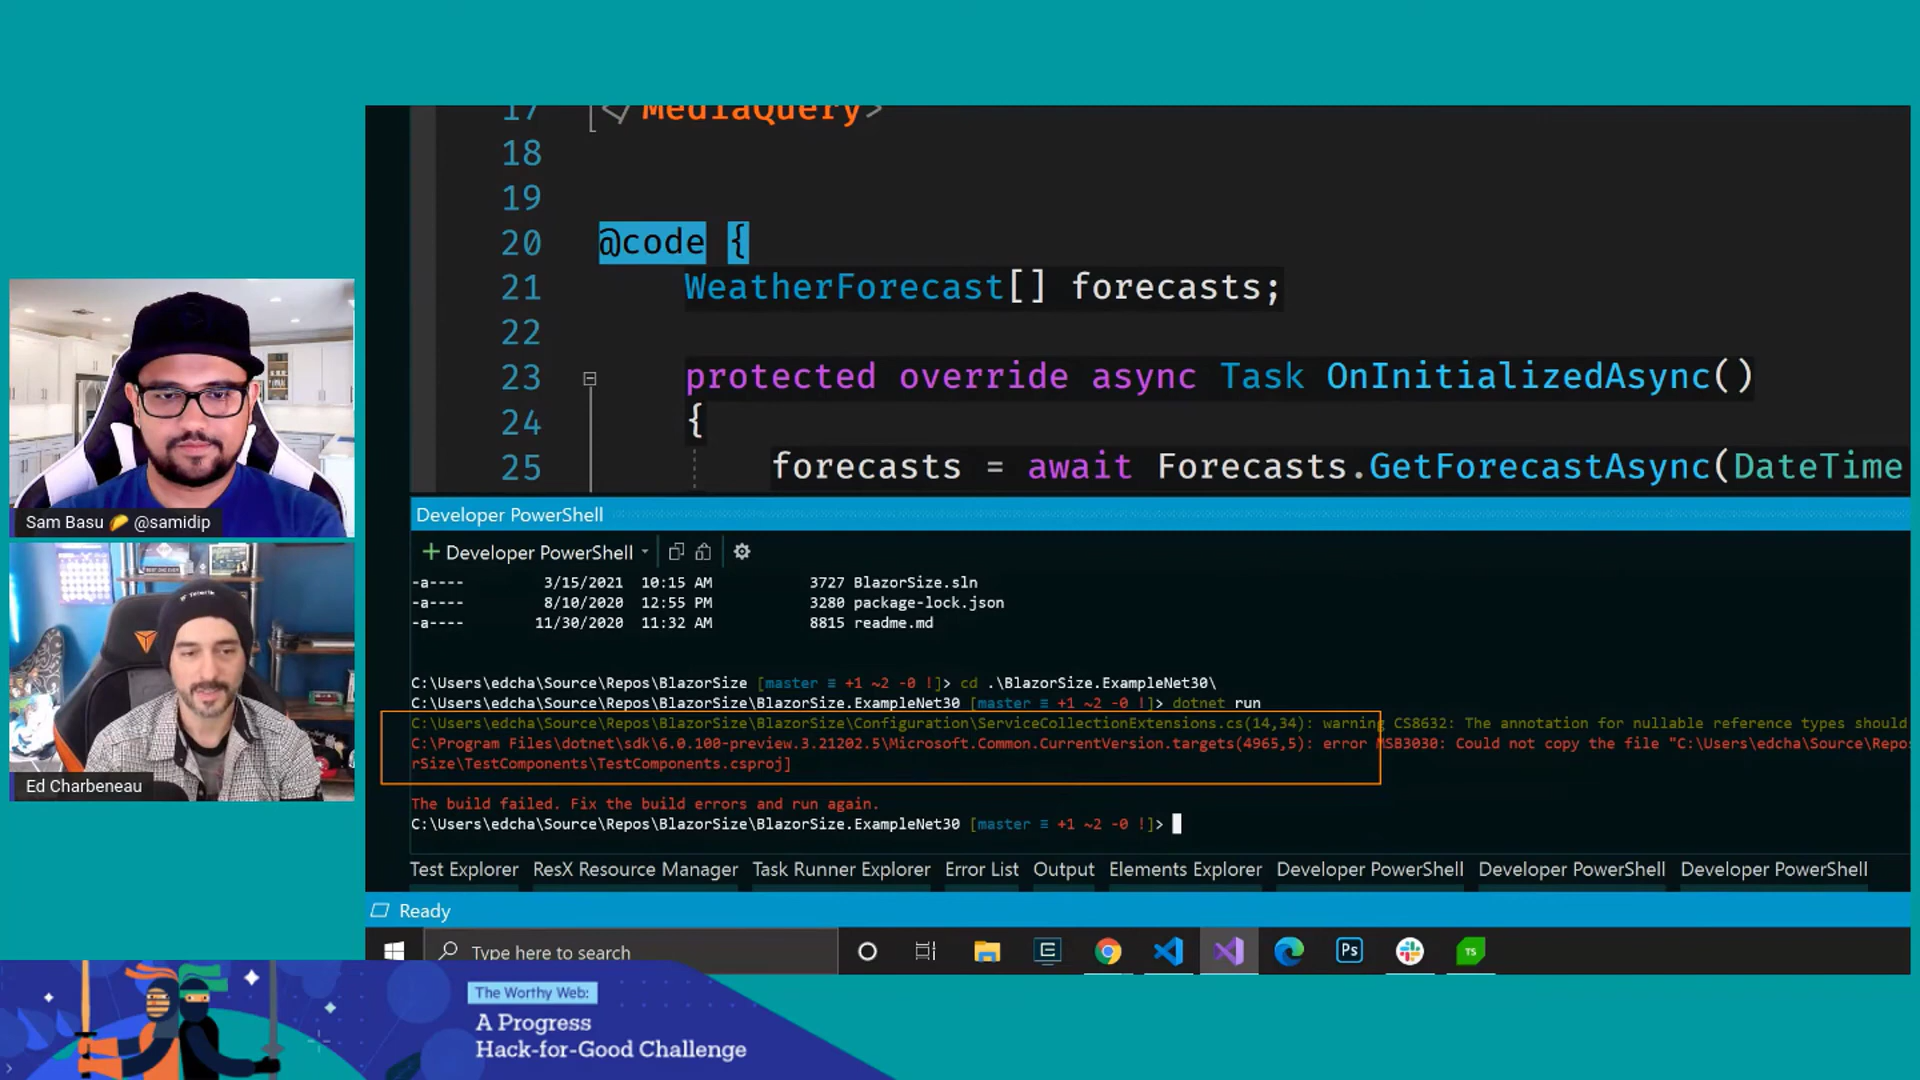 17 </MediaQuery>
18
19
20 @code {
21 WeatherForecast[] forecasts;
22
23 protected override async Task OnInitializedAsync()
24 {
25 forecasts = await Forecasts.GetForecastAsync(DateTime
Sam Basu 🌮 @samidip
Ed Charbeneau
Developer PowerShell
+ Developer PowerShell
-a---- 3/15/2021 10:15 AM 3727 BlazorSize.sln
-a---- 8/10/2020 12:55 PM 3280 package-lock.json
-a---- 11/30/2020 11:32 AM 8815 readme.md
C:\Users\edcha\Source\Repos\BlazorSize [master ≡ +1 ~2 -0 !]> cd .\BlazorSize.ExampleNet30\
C:\Users\edcha\Source\Repos\BlazorSize\BlazorSize.ExampleNet30 [master ≡ +1 ~2 -0 !]> dotnet run
C:\Users\edcha\Source\Repos\BlazorSize\BlazorSize\Configuration\ServiceCollectionExtensions.cs(14,34): warning CS8632: The annotation for nullable reference types should
C:\Program Files\dotnet\sdk\6.0.100-preview.3.21202.5\Microsoft.Common.CurrentVersion.targets(4965,5): error MSB3030: Could not copy the file "C:\Users\edcha\Source\Repos
rSize\TestComponents\TestComponents.csproj]
The build failed. Fix the build errors and run again.
C:\Users\edcha\Source\Repos\BlazorSize\BlazorSize.ExampleNet30 [master ≡ +1 ~2 -0 !]>
Test Explorer ResX Resource Manager Task Runner Explorer Error List Output Elements Explorer Developer PowerShell Developer PowerShell Developer PowerShell
Ready
Type here to search
Ps
TS
The Worthy Web:
A Progress
Hack-for-Good Challenge